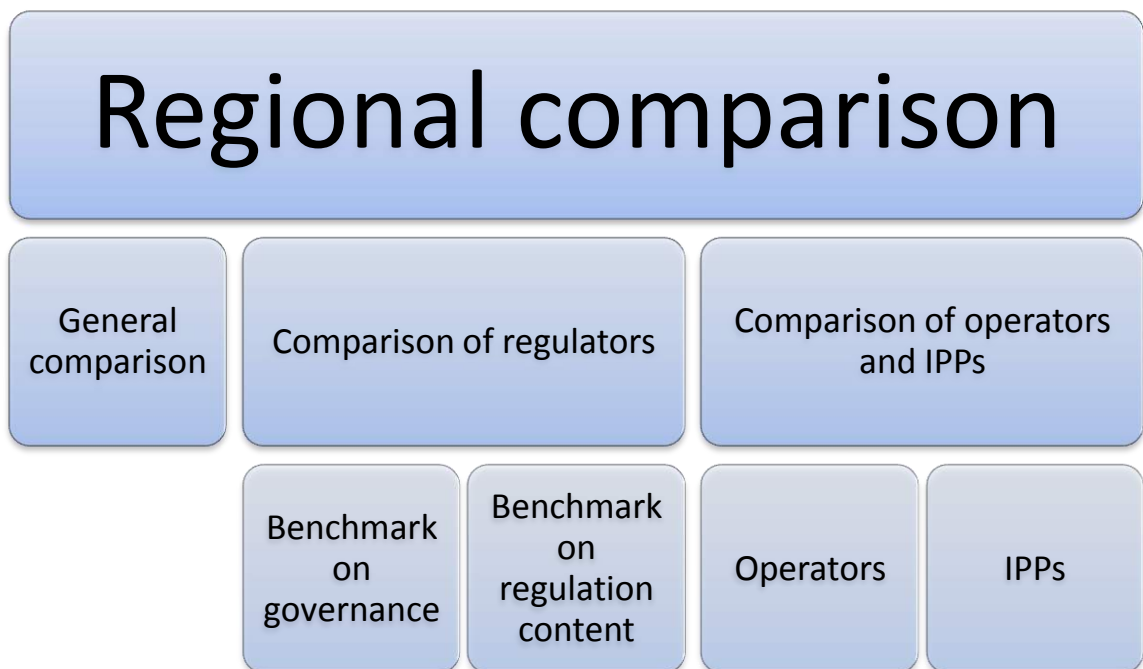 Regional comparison
General
comparison
Comparison of regulators
Comparison of operators
and IPPs
Benchmark
on
governance
Benchmark
on
regulation
content
Operators
IPPs